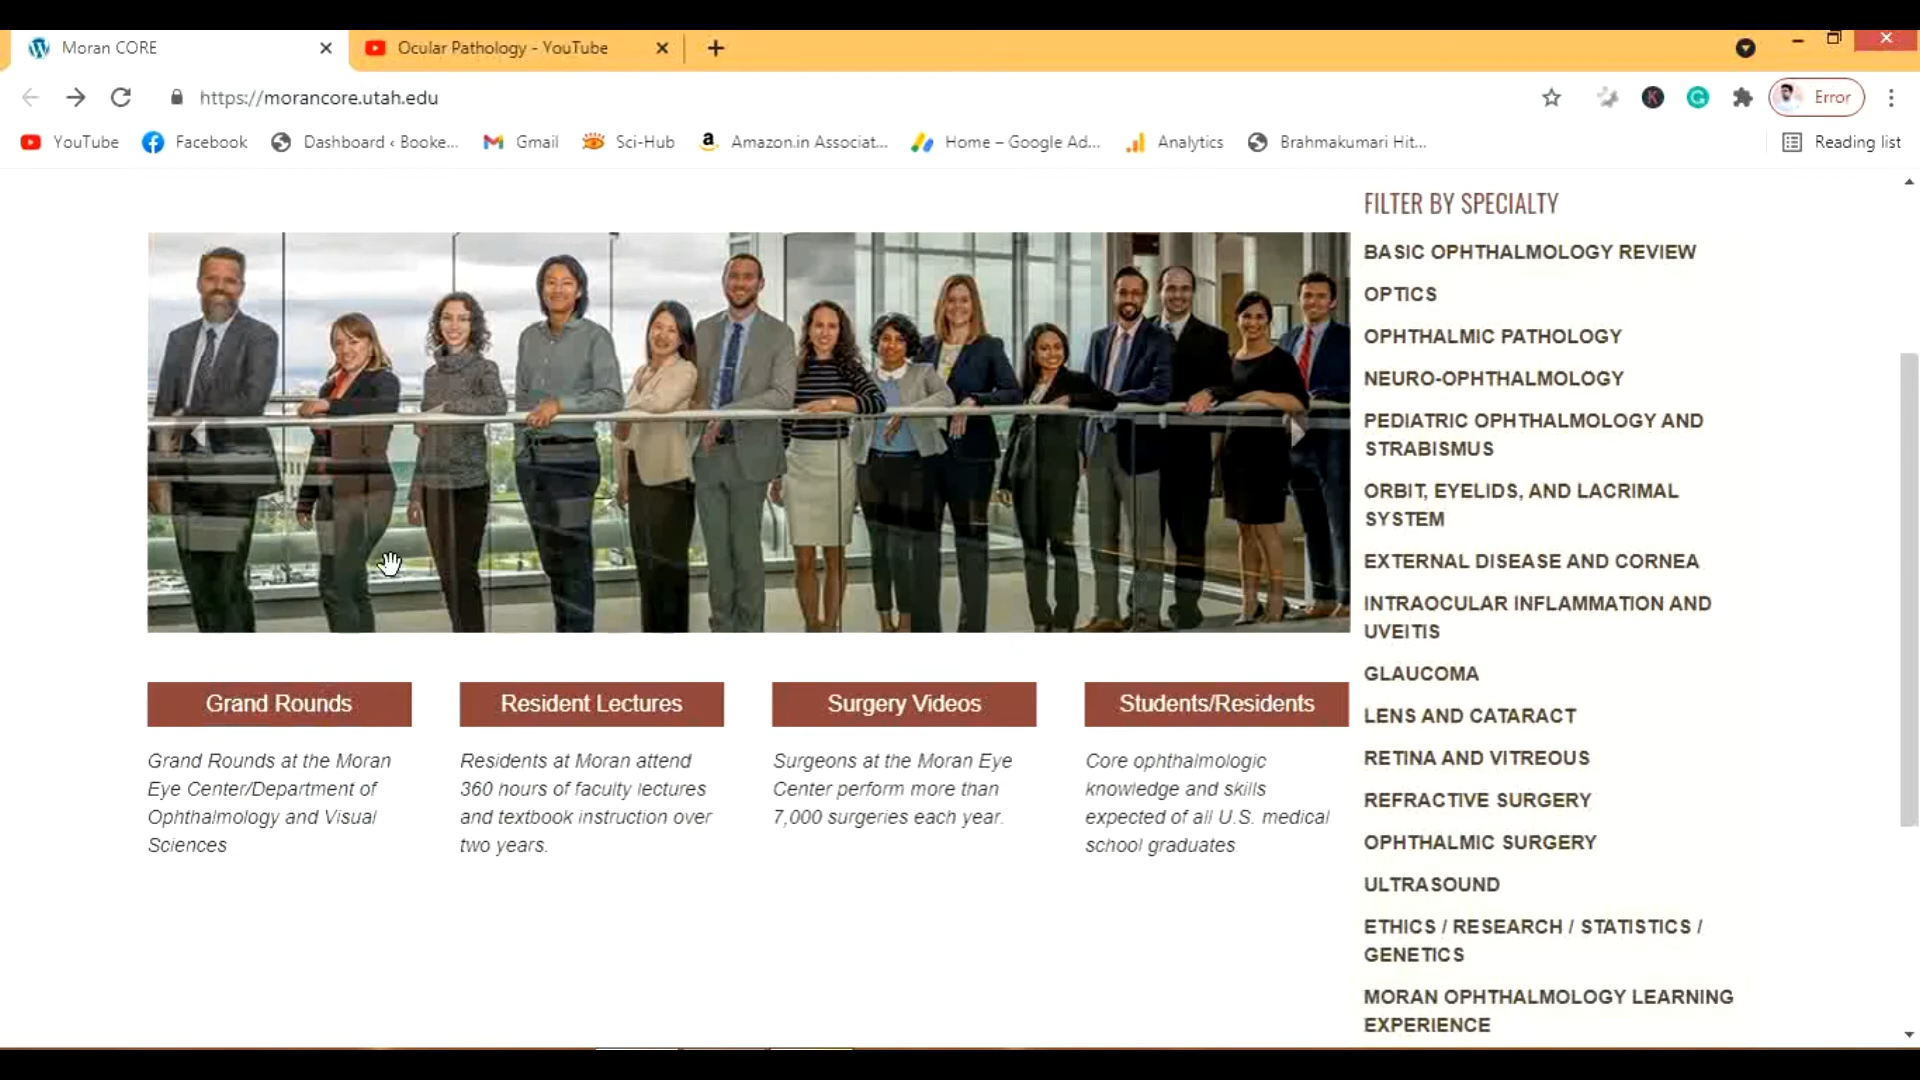 Moran CORE
Ocular Pathology - YouTube
https://morancore.utah.edu
Error
YouTube
Facebook
Dashboard ‹ Booke...
Gmail
Sci-Hub
Amazon.in Associat...
Home – Google Ad...
Analytics
Brahmakumari Hit...
Reading list
FILTER BY SPECIALTY
BASIC OPHTHALMOLOGY REVIEW
OPTICS
OPHTHALMIC PATHOLOGY
NEURO-OPHTHALMOLOGY
PEDIATRIC OPHTHALMOLOGY AND
STRABISMUS
ORBIT, EYELIDS, AND LACRIMAL
SYSTEM
EXTERNAL DISEASE AND CORNEA
INTRAOCULAR INFLAMMATION AND
UVEITIS
GLAUCOMA
LENS AND CATARACT
RETINA AND VITREOUS
REFRACTIVE SURGERY
OPHTHALMIC SURGERY
ULTRASOUND
ETHICS / RESEARCH / STATISTICS /
GENETICS
MORAN OPHTHALMOLOGY LEARNING
EXPERIENCE
Grand Rounds
Grand Rounds at the Moran
Eye Center/Department of
Ophthalmology and Visual
Sciences
Resident Lectures
Residents at Moran attend
360 hours of faculty lectures
and textbook instruction over
two years.
Surgery Videos
Surgeons at the Moran Eye
Center perform more than
7,000 surgeries each year.
Students/Residents
Core ophthalmologic
knowledge and skills
expected of all U.S. medical
school graduates.